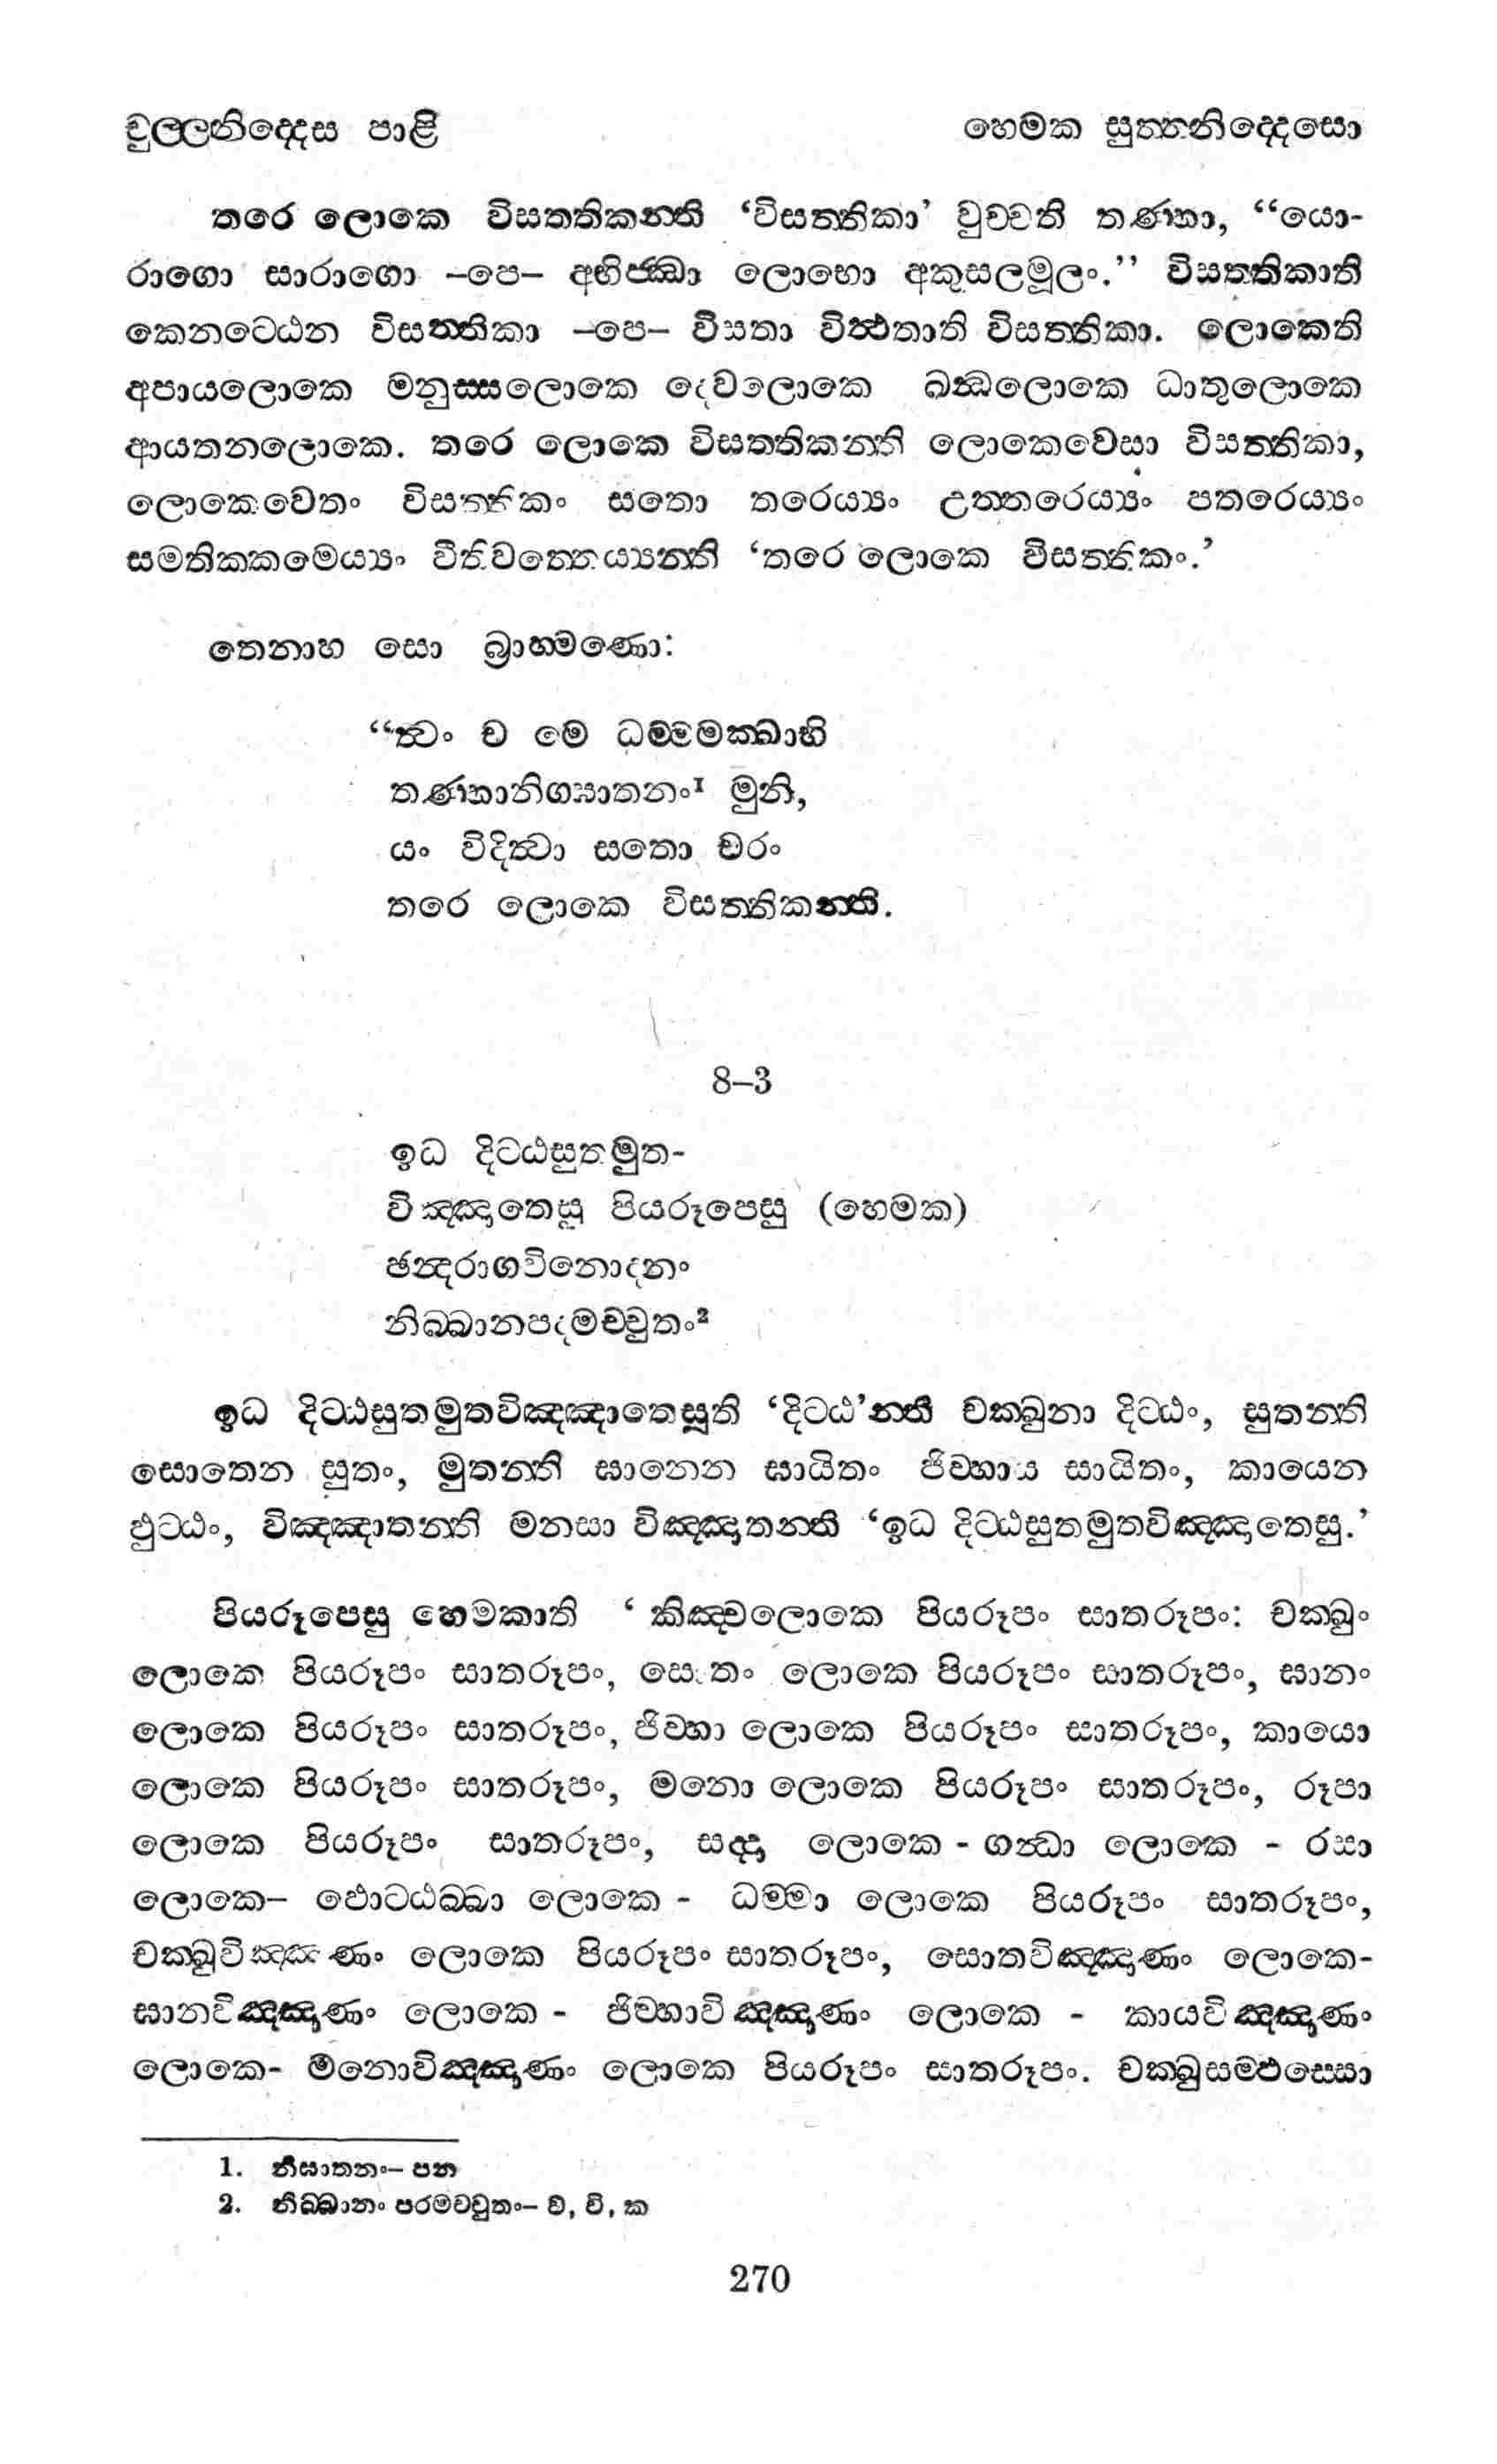 චුල්ලනිද්දෙස පාළි හෙමක සුත්තනිද්දෙසො
තරෙ ලොකෙ විසත්තිකන්ති ‘විසත්තිකා’ වුච්චති තණ්හා, “යො-
රාගො සාරාගො –පෙ– අභිජ්ඣා ලොභො අකුසලමූලං.” විසත්තිකාති
කෙනට්ඨෙන විසත්තිකා –පෙ– විසතා විත්ථතාති විසත්තිකා. ලොකෙති
අපායලොකෙ මනුස්සලොකෙ දෙවලොකෙ ඛන්ධලොකෙ ධාතුලොකෙ
ආයතනලොකෙ. තරෙ ලොකෙ විසත්තිකන්ති ලොකෙවෙසා විසත්තිකා,
ලොකෙවෙතං විසත්තිකං සතො තරෙය්‍යං උත්තරෙය්‍යං පතරෙය්‍යං
සමතික්කමෙය්‍යං වීතිවත්තෙය්‍යන්ති ‘තරෙ ලොකෙ විසත්තිකං.’
තෙනාහ සො බ්‍රාහ්මණො:
“ත්වං ච මෙ ධම්මමක්ඛාහි
තණ්හානිග්ඝාතනං¹ මුනි,
යං විදිත්වා සතො චරං
තරෙ ලොකෙ විසත්තිකන්ති.
8–3
ඉධ දිට්ඨසුතමුත-
විඤ්ඤාතෙසු පියරූපෙසු (හෙමක)
ඡන්දරාගවිනොදනං
නිබ්බානපදමච්චුතං²
ඉධ දිට්ඨසුතමුතවිඤ්ඤාතෙසූති ‘දිට්ඨ’න්ති චක්ඛුනා දිට්ඨං, සුතන්ති
සොතෙන සුතං, මුතන්ති ඝානෙන ඝායිතං ජිව්හාය සායිතං, කායෙන
ඵුට්ඨං, විඤ්ඤාතන්ති මනසා විඤ්ඤාතන්ති ‘ඉධ දිට්ඨසුතමුතවිඤ්ඤාතෙසු.’
පියරූපෙසු හෙමකාති ‘ කිඤ්චලොකෙ පියරූපං සාතරූපං: චක්ඛුං
ලොකෙ පියරූපං සාතරූපං, සොතං ලොකෙ පියරූපං සාතරූපං, ඝානං
ලොකෙ පියරූපං සාතරූපං, ජිව්හා ලොකෙ පියරූපං සාතරූපං, කායො
ලොකෙ පියරූපං සාතරූපං, මනො ලොකෙ පියරූපං සාතරූපං, රූපා
ලොකෙ පියරූපං සාතරූපං, සද්දා ලොකෙ - ගන්ධා ලොකෙ - රසා
ලොකෙ– ඵොට්ඨබ්බා ලොකෙ - ධම්මා ලොකෙ පියරූපං සාතරූපං,
චක්ඛුවිඤ්ඤාණං ලොකෙ පියරූපං සාතරූපං, සොතවිඤ්ඤාණං ලොකෙ-
ඝානවිඤ්ඤාණං ලොකෙ - ජිව්හාවිඤ්ඤාණං ලොකෙ - කායවිඤ්ඤාණං
ලොකෙ- මනොවිඤ්ඤාණං ලොකෙ පියරූපං සාතරූපං. චක්ඛුසම්ඵස්සො
1. නිඝාතනං– පන
2. නිබ්බානං පරමච්චුතං– ව, වි, ක
270